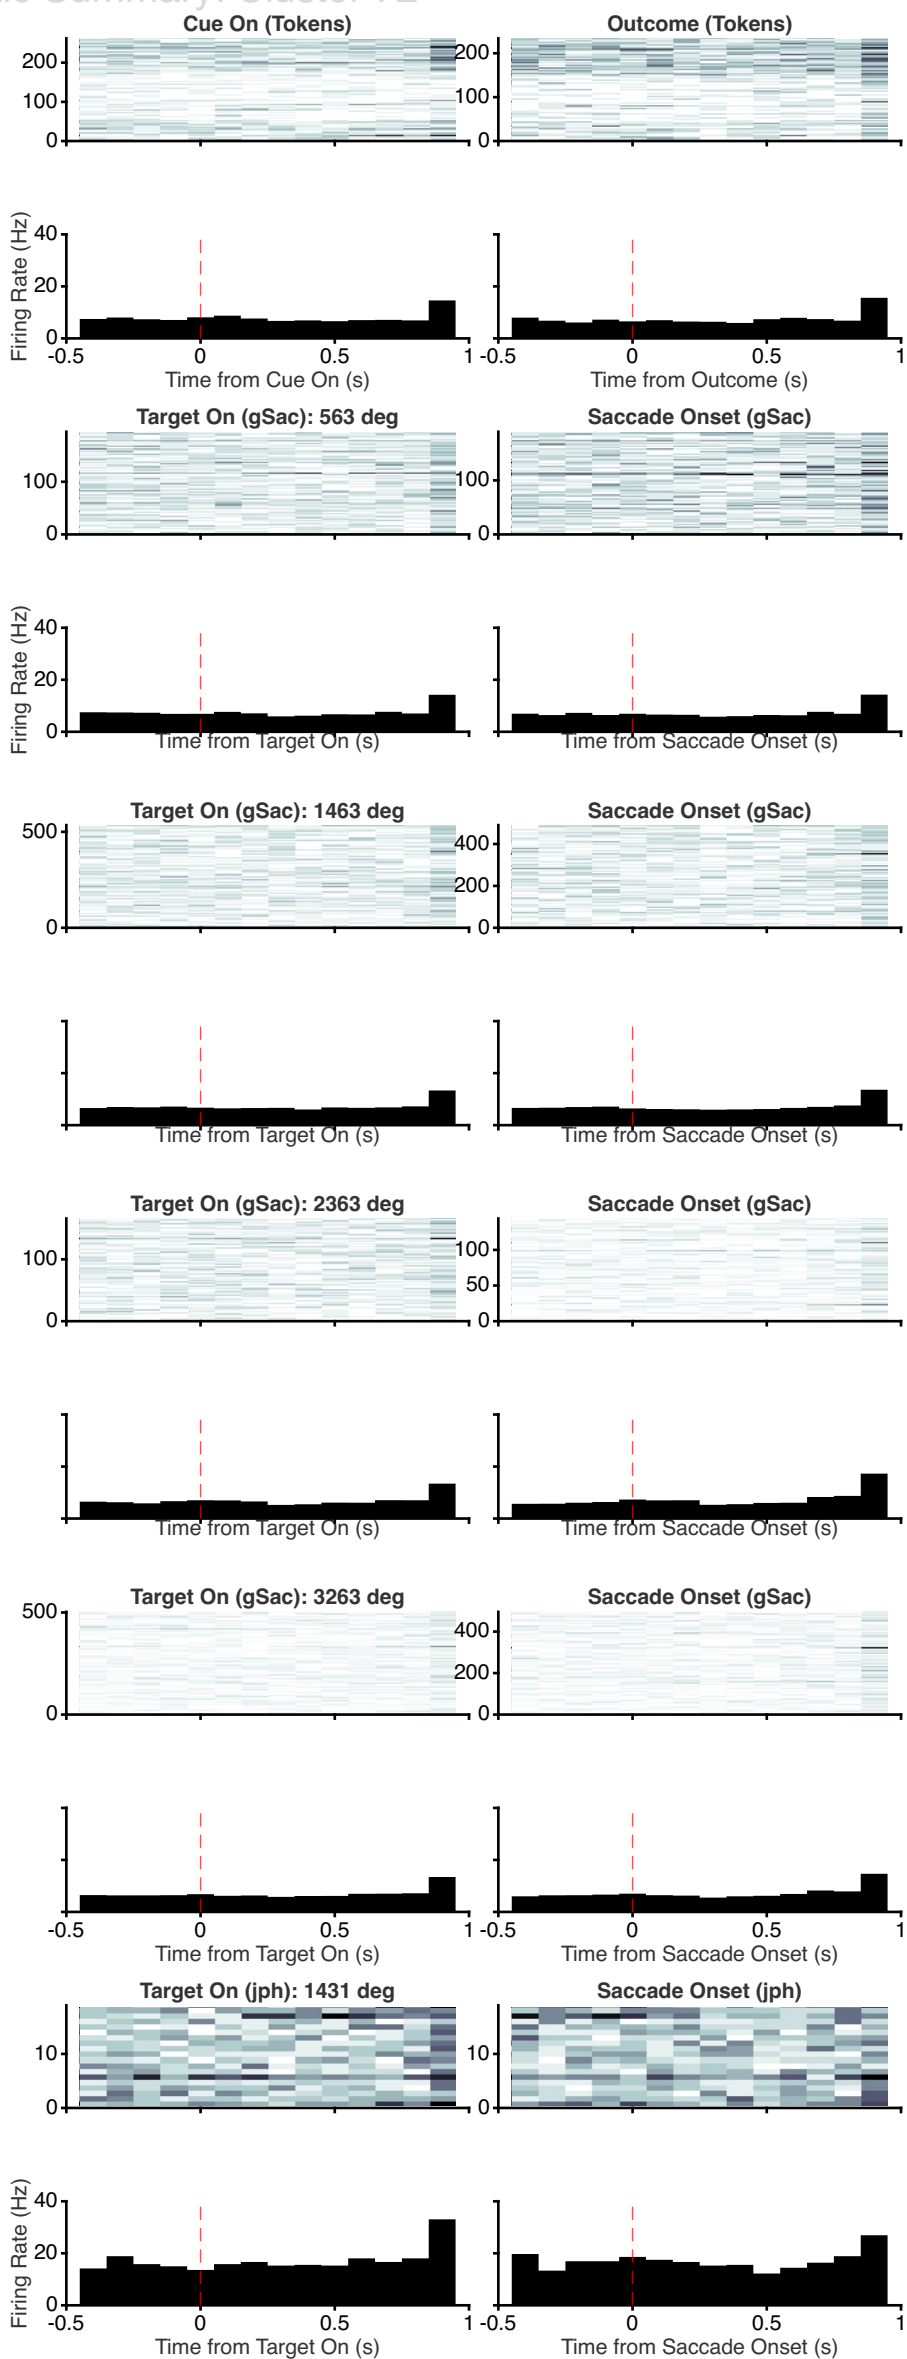 Summary: Cluster
Cue On (Tokens)
Outcome (Tokens)
200
100
0
200
100
0
Firing Rate (Hz)
40
20
0
-0.5
0
0.5
1
-0.5
0
0.5
1
Time from Cue On (s)
Time from Outcome (s)
Target On (gSac): 563 deg
Saccade Onset (gSac)
100
0
100
0
Firing Rate (Hz)
40
20
0
Time from Target On (s)
Time from Saccade Onset (s)
Target On (gSac): 1463 deg
Saccade Onset (gSac)
500
0
400
200
0
Time from Target On (s)
Time from Saccade Onset (s)
Target On (gSac): 2363 deg
Saccade Onset (gSac)
100
0
100
50
0
Time from Target On (s)
Time from Saccade Onset (s)
Target On (gSac): 3263 deg
Saccade Onset (gSac)
500
0
400
200
0
-0.5
0
0.5
1
-0.5
0
0.5
1
Time from Target On (s)
Time from Saccade Onset (s)
Target On (jph): 1431 deg
Saccade Onset (jph)
10
0
10
0
Firing Rate (Hz)
40
20
0
-0.5
0
0.5
1
-0.5
0
0.5
1
Time from Target On (s)
Time from Saccade Onset (s)